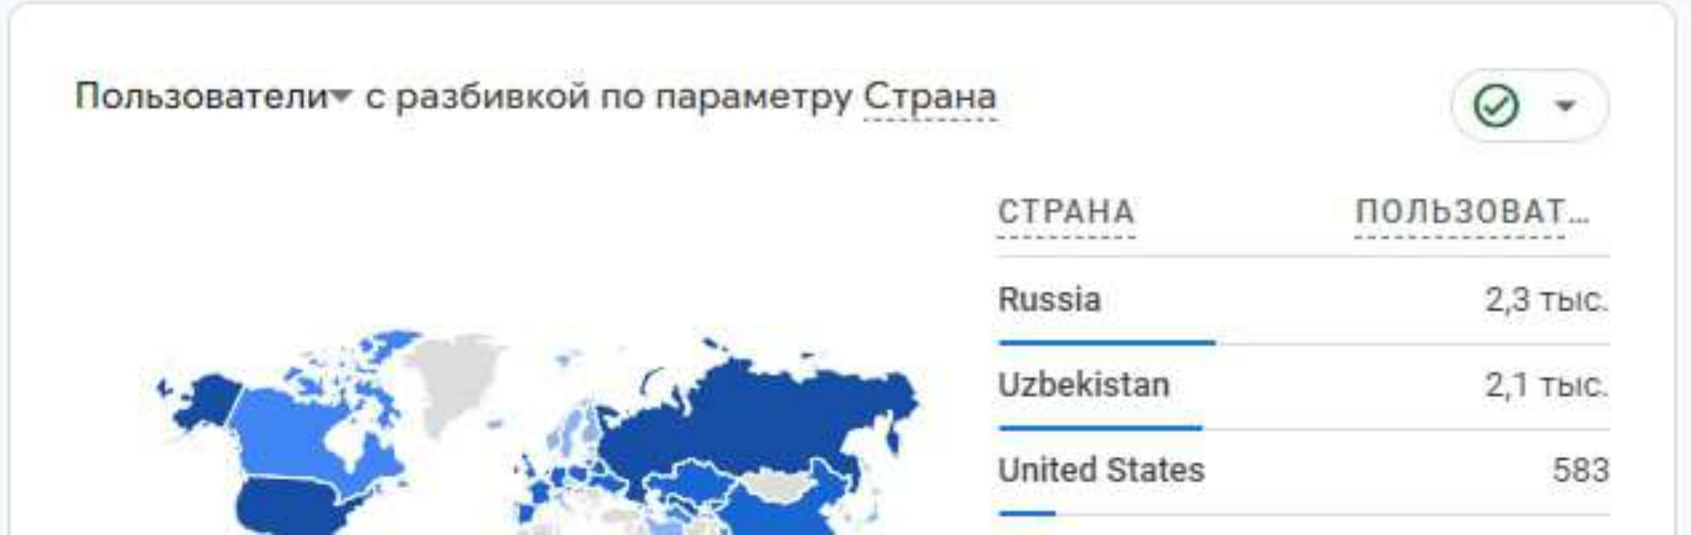 Пользователи с разбивкой по параметру Страна
СТРАНА ПОЛЬЗОВАТ...
Russia 2,3 тыс.
Uzbekistan 2,1 тыс.
United States 583